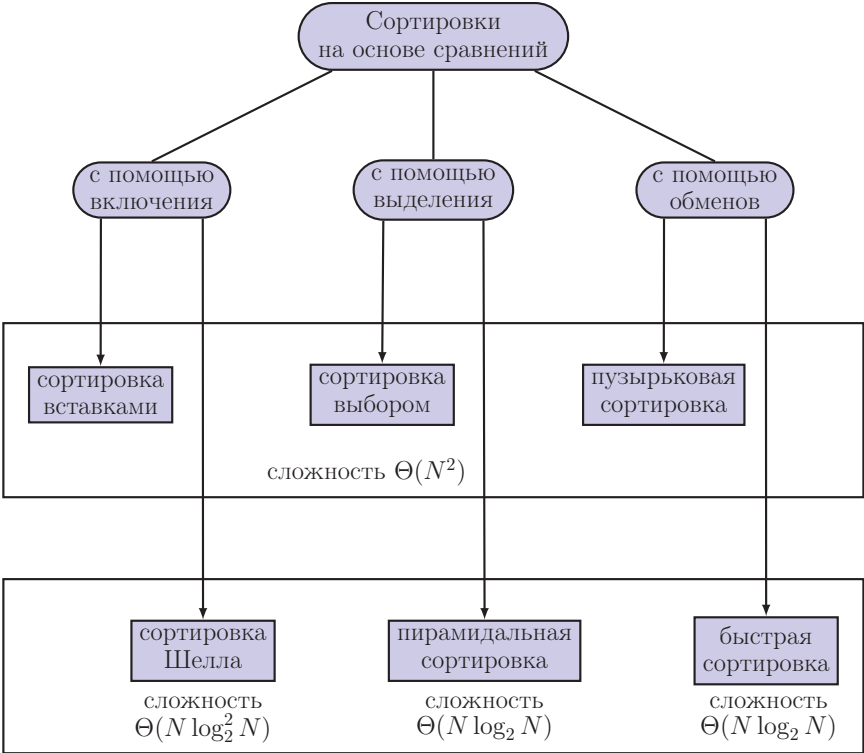 Сортировки
на основе сравнений
с помощью
включения
с помощью
выделения
с помощью
обменов
сортировка
вставками
сортировка
выбором
пузырьковая
сортировка
сложность Θ(N²)
сортировка
Шелла
пирамидальная
сортировка
быстрая
сортировка
сложность
Θ(N log₂² N)
сложность
Θ(N log₂ N)
сложность
Θ(N log₂ N)